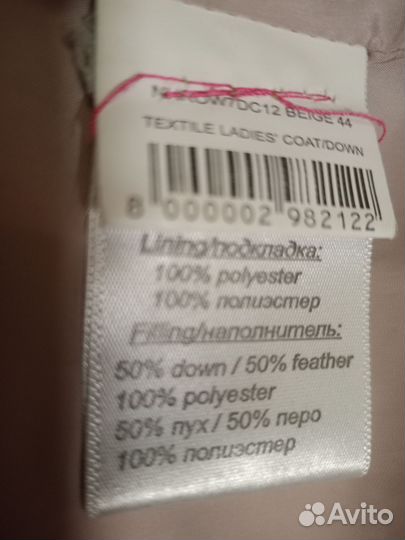 DC12 BEIGE 44
TEXTILE LADIES' COAT/DOWN
8 000002 982122
Lining/подкладка:
100% polyester
100% полиэстер
Filling/наполнитель:
50% down / 50% feather
100% polyester
50% пух / 50% перо
100% полиэстер
Avito